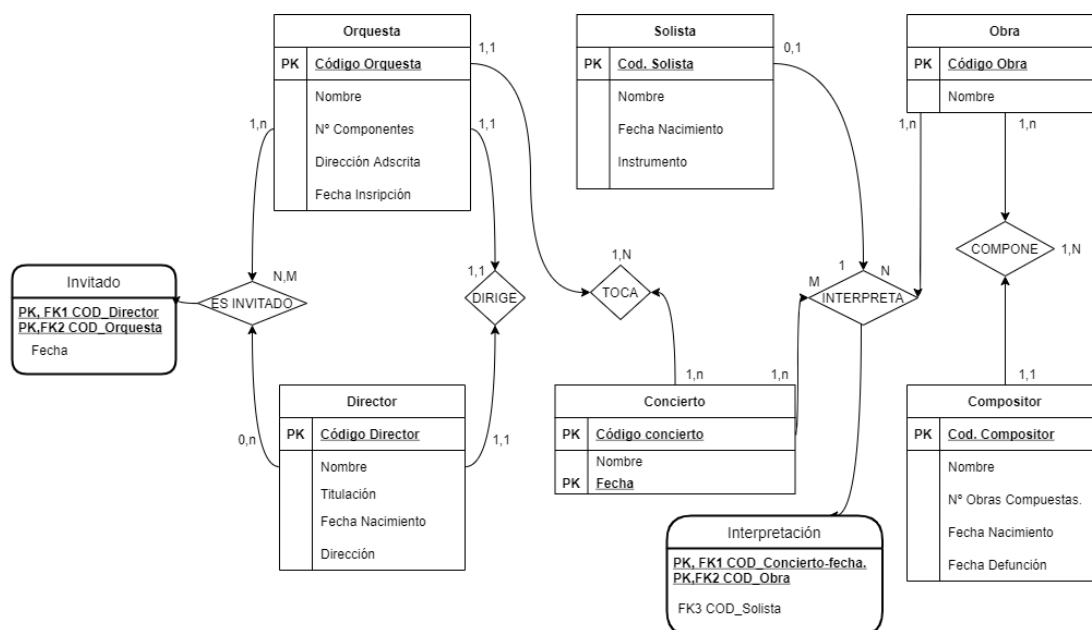 Orquesta
PK Código Orquesta
Nombre
Nº Componentes
Dirección Adscrita
Fecha Insripción
1,1
1,1
1,n
Solista
PK Cod. Solista
Nombre
Fecha Nacimiento
Instrumento
0,1
Obra
PK Código Obra
Nombre
1,n
1,n
Invitado
PK, FK1 COD_Director
PK,FK2 COD_Orquesta
Fecha
N,M
ES INVITADO
0,n
1,1
DIRIGE
1,1
1,N
TOCA
1,n
M
1
N
INTERPRETA
1,n
COMPONE
1,N
1,1
Director
PK Código Director
Nombre
Titulación
Fecha Nacimiento
Dirección
Concierto
PK Código concierto
Nombre
PK Fecha
Compositor
PK Cod. Compositor
Nombre
Nº Obras Compuestas.
Fecha Nacimiento
Fecha Defunción
Interpretación
PK, FK1 COD_Concierto-fecha.
PK,FK2 COD_Obra
FK3 COD_Solista